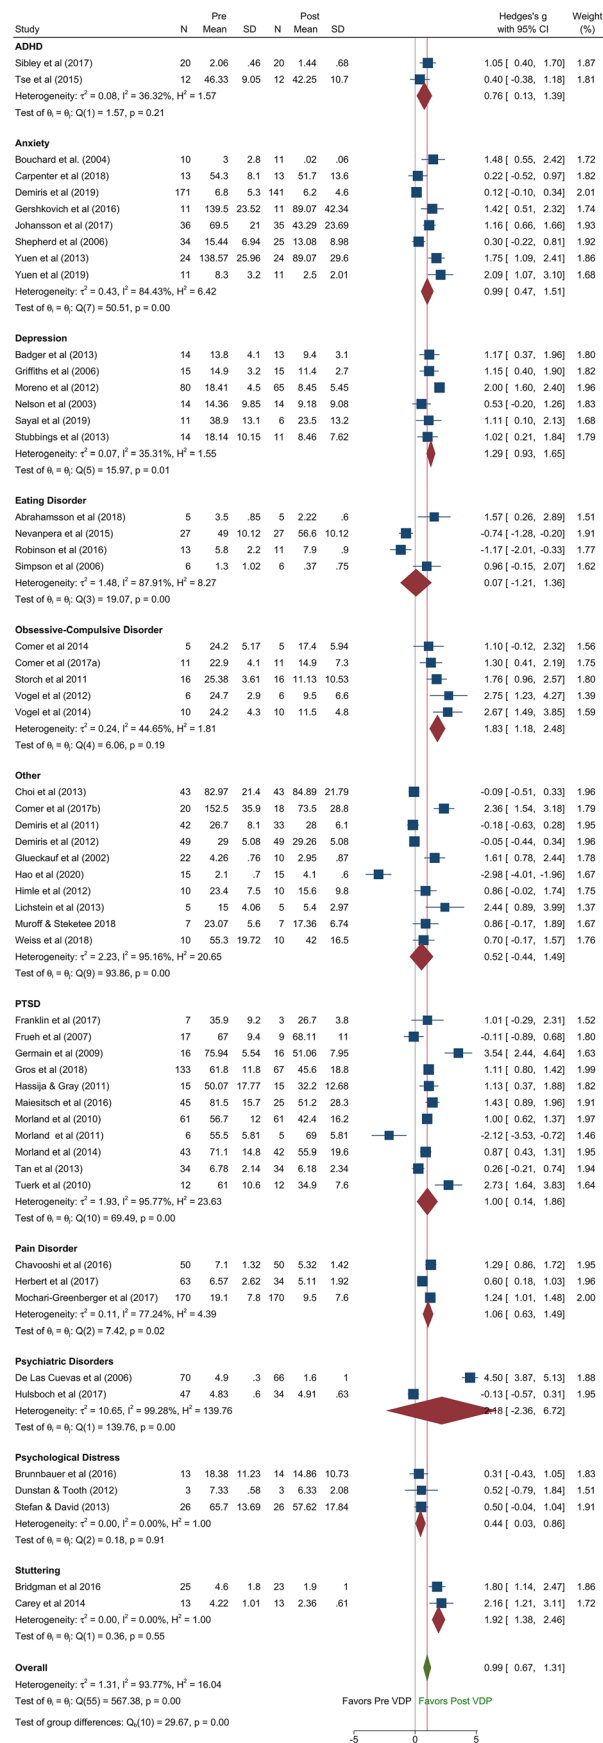 Pre Post Hedges's g Weight
Study N Mean SD N Mean SD with 95% CI (%)
ADHD
Sibley et al (2017) 20 2.06 .46 20 1.44 .68 1.05 [ 0.40, 1.70] 1.87
Tse et al (2015) 12 46.33 9.05 12 42.25 10.7 0.40 [ -0.38, 1.18] 1.81
Heterogeneity: τ² = 0.08, I² = 36.32%, H² = 1.57 0.76 [ 0.13, 1.39]
Test of θᵢ = θⱼ: Q(1) = 1.57, p = 0.21
Anxiety
Bouchard et al. (2004) 10 3 2.8 11 .02 .06 1.48 [ 0.55, 2.42] 1.72
Carpenter et al (2018) 13 54.3 8.1 13 51.7 13.6 0.22 [ -0.52, 0.97] 1.82
Demiris et al (2019) 171 6.8 5.3 141 6.2 4.6 0.12 [ -0.10, 0.34] 2.01
Gershkovich et al (2016) 11 139.5 23.52 11 89.07 42.34 1.42 [ 0.51, 2.32] 1.74
Johansson et al (2017) 36 69.5 21 35 43.29 23.69 1.16 [ 0.66, 1.66] 1.93
Shepherd et al (2006) 34 15.44 6.94 25 13.08 8.98 0.30 [ -0.22, 0.81] 1.92
Yuen et al (2013) 24 138.57 25.96 24 89.07 29.6 1.75 [ 1.09, 2.41] 1.86
Yuen et al (2019) 11 8.3 3.2 11 2.5 2.01 2.09 [ 1.07, 3.10] 1.68
Heterogeneity: τ² = 0.43, I² = 84.43%, H² = 6.42 0.99 [ 0.47, 1.51]
Test of θᵢ = θⱼ: Q(7) = 50.51, p = 0.00
Depression
Badger et al (2013) 14 13.8 4.1 13 9.4 3.1 1.17 [ 0.37, 1.96] 1.80
Griffiths et al (2006) 15 14.9 3.2 15 11.4 2.7 1.15 [ 0.40, 1.90] 1.82
Moreno et al (2012) 80 18.41 4.5 65 8.45 5.45 2.00 [ 1.60, 2.40] 1.96
Nelson et al (2003) 14 14.36 9.85 14 9.18 9.08 0.53 [ -0.20, 1.26] 1.83
Sayal et al (2019) 11 38.9 13.1 6 23.5 13.2 1.11 [ 0.10, 2.13] 1.68
Stubbings et al (2013) 14 18.14 10.15 11 8.46 7.62 1.02 [ 0.21, 1.84] 1.79
Heterogeneity: τ² = 0.07, I² = 35.31%, H² = 1.55 1.29 [ 0.93, 1.65]
Test of θᵢ = θⱼ: Q(5) = 15.97, p = 0.01
Eating Disorder
Abrahamsson et al (2018) 5 3.5 .85 5 2.22 .6 1.57 [ 0.26, 2.89] 1.51
Nevanpera et al (2015) 27 49 10.12 27 56.6 10.12 -0.74 [ -1.28, -0.20] 1.91
Robinson et al (2016) 13 5.8 2.2 11 7.9 .9 -1.17 [ -2.01, -0.33] 1.77
Simpson et al (2006) 6 1.3 1.02 6 .37 .75 0.96 [ -0.15, 2.07] 1.62
Heterogeneity: τ² = 1.48, I² = 87.91%, H² = 8.27 0.07 [ -1.21, 1.36]
Test of θᵢ = θⱼ: Q(3) = 19.07, p = 0.00
Obsessive-Compulsive Disorder
Comer et al 2014 5 24.2 5.17 5 17.4 5.94 1.10 [ -0.12, 2.32] 1.56
Comer et al (2017a) 11 22.9 4.1 11 14.9 7.3 1.30 [ 0.41, 2.19] 1.75
Storch et al 2011 16 25.38 3.61 16 11.13 10.53 1.76 [ 0.96, 2.57] 1.80
Vogel et al (2012) 6 24.7 2.9 6 9.5 6.6 2.75 [ 1.23, 4.27] 1.39
Vogel et al (2014) 10 24.2 4.3 10 11.5 4.8 2.67 [ 1.49, 3.85] 1.59
Heterogeneity: τ² = 0.24, I² = 44.65%, H² = 1.81 1.83 [ 1.18, 2.48]
Test of θᵢ = θⱼ: Q(4) = 6.06, p = 0.19
Other
Choi et al (2013) 43 82.97 21.4 43 84.89 21.79 -0.09 [ -0.51, 0.33] 1.96
Comer et al (2017b) 20 152.5 35.9 18 73.5 28.8 2.36 [ 1.54, 3.18] 1.79
Demiris et al (2011) 42 26.7 8.1 33 28 6.1 -0.18 [ -0.63, 0.28] 1.95
Demiris et al (2012) 49 29 5.08 49 29.26 5.08 -0.05 [ -0.44, 0.34] 1.96
Glueckauf et al (2002) 22 4.26 .76 10 2.95 .87 1.61 [ 0.78, 2.44] 1.78
Hao et al (2020) 15 2.1 .7 15 4.1 .6 -2.98 [ -4.01, -1.96] 1.67
Himle et al (2012) 10 23.4 7.5 10 15.6 9.8 0.86 [ -0.02, 1.74] 1.75
Lichstein et al (2013) 5 15 4.06 5 5.4 2.97 2.44 [ 0.89, 3.99] 1.37
Muroff & Steketee 2018 7 23.07 5.6 7 17.36 6.74 0.86 [ -0.17, 1.89] 1.67
Weiss et al (2018) 10 55.3 19.72 10 42 16.5 0.70 [ -0.17, 1.57] 1.76
Heterogeneity: τ² = 2.23, I² = 95.16%, H² = 20.65 0.52 [ -0.44, 1.49]
Test of θᵢ = θⱼ: Q(9) = 93.86, p = 0.00
PTSD
Franklin et al (2017) 7 35.9 9.2 3 26.7 3.8 1.01 [ -0.29, 2.31] 1.52
Frueh et al (2007) 17 67 9.4 9 68.11 11 -0.11 [ -0.89, 0.68] 1.80
Germain et al (2009) 16 75.94 5.54 16 51.06 7.95 3.54 [ 2.44, 4.64] 1.63
Gros et al (2018) 133 61.8 11.8 67 45.6 18.8 1.11 [ 0.80, 1.42] 1.99
Hassija & Gray (2011) 15 50.07 17.77 15 32.2 12.68 1.13 [ 0.37, 1.88] 1.82
Maiesitsch et al (2016) 45 81.5 15.7 25 51.2 28.3 1.43 [ 0.89, 1.96] 1.91
Morland et al (2010) 61 56.7 12 61 42.4 16.2 1.00 [ 0.62, 1.37] 1.97
Morland et al (2011) 6 55.5 5.81 5 69 5.81 -2.12 [ -3.53, -0.72] 1.46
Morland et al (2014) 43 71.1 14.8 42 55.9 19.6 0.87 [ 0.43, 1.31] 1.95
Tan et al (2013) 34 6.78 2.14 34 6.18 2.34 0.26 [ -0.21, 0.74] 1.94
Tuerk et al (2010) 12 61 10.6 12 34.9 7.6 2.73 [ 1.64, 3.83] 1.64
Heterogeneity: τ² = 1.93, I² = 95.77%, H² = 23.63 1.00 [ 0.14, 1.86]
Test of θᵢ = θⱼ: Q(10) = 69.49, p = 0.00
Pain Disorder
Chavooshi et al (2016) 50 7.1 1.32 50 5.32 1.42 1.29 [ 0.86, 1.72] 1.95
Herbert et al (2017) 63 6.57 2.62 34 5.11 1.92 0.60 [ 0.18, 1.03] 1.96
Mochari-Greenberger et al (2017) 170 19.1 7.8 170 9.5 7.6 1.24 [ 1.01, 1.48] 2.00
Heterogeneity: τ² = 0.11, I² = 77.24%, H² = 4.39 1.06 [ 0.63, 1.49]
Test of θᵢ = θⱼ: Q(2) = 7.42, p = 0.02
Psychiatric Disorders
De Las Cuevas et al (2006) 70 4.9 .3 66 1.6 1 4.50 [ 3.87, 5.13] 1.88
Hulsboch et al (2017) 47 4.83 .6 34 4.91 .63 -0.13 [ -0.57, 0.31] 1.95
Heterogeneity: τ² = 10.65, I² = 99.28%, H² = 139.76 2.18 [ -2.36, 6.72]
Test of θᵢ = θⱼ: Q(1) = 139.76, p = 0.00
Psychological Distress
Brunnbauer et al (2016) 13 18.38 11.23 14 14.86 10.73 0.31 [ -0.43, 1.05] 1.83
Dunstan & Tooth (2012) 3 7.33 .58 3 6.33 2.08 0.52 [ -0.79, 1.84] 1.51
Stefan & David (2013) 26 65.7 13.69 26 57.62 17.84 0.50 [ -0.04, 1.04] 1.91
Heterogeneity: τ² = 0.00, I² = 0.00%, H² = 1.00 0.44 [ 0.03, 0.86]
Test of θᵢ = θⱼ: Q(2) = 0.18, p = 0.91
Stuttering
Bridgman et al 2016 25 4.6 1.8 23 1.9 1 1.80 [ 1.14, 2.47] 1.86
Carey et al 2014 13 4.22 1.01 13 2.36 .61 2.16 [ 1.21, 3.11] 1.72
Heterogeneity: τ² = 0.00, I² = 0.00%, H² = 1.00 1.92 [ 1.38, 2.46]
Test of θᵢ = θⱼ: Q(1) = 0.36, p = 0.55
Overall 0.99 [ 0.67, 1.31]
Heterogeneity: τ² = 1.31, I² = 93.77%, H² = 16.04
Test of θᵢ = θⱼ: Q(55) = 567.38, p = 0.00 Favors Pre VDP Favors Post VDP
Test of group differences: Q_b(10) = 29.67, p = 0.00
-5 0 5